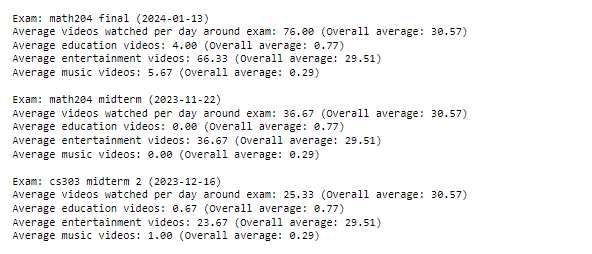 Exam: math204 final (2024-01-13)
Average videos watched per day around exam: 76.00 (Overall average: 30.57)
Average education videos: 4.00 (Overall average: 0.77)
Average entertainment videos: 66.33 (Overall average: 29.51)
Average music videos: 5.67 (Overall average: 0.29)
Exam: math204 midterm (2023-11-22)
Average videos watched per day around exam: 36.67 (Overall average: 30.57)
Average education videos: 0.00 (Overall average: 0.77)
Average entertainment videos: 36.67 (Overall average: 29.51)
Average music videos: 0.00 (Overall average: 0.29)
Exam: cs303 midterm 2 (2023-12-16)
Average videos watched per day around exam: 25.33 (Overall average: 30.57)
Average education videos: 0.67 (Overall average: 0.77)
Average entertainment videos: 23.67 (Overall average: 29.51)
Average music videos: 1.00 (Overall average: 0.29)